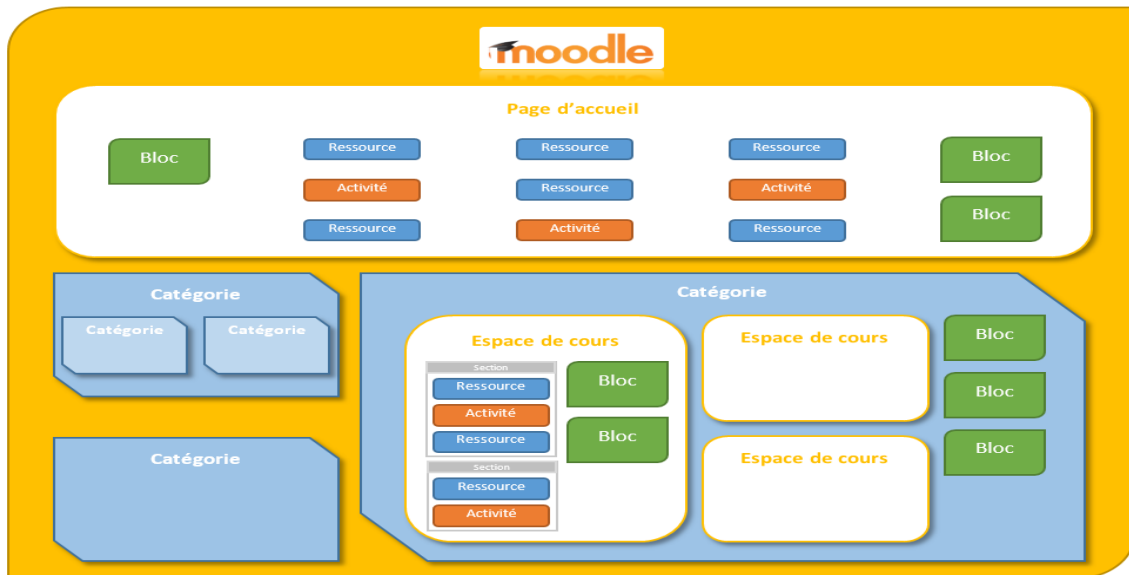 moodle
Page d'accueil
Bloc
Ressource
Ressource
Ressource
Bloc
Activité
Ressource
Activité
Bloc
Ressource
Activité
Ressource
Catégorie
Catégorie
Catégorie
Catégorie
Catégorie
Espace de cours
Section
Ressource
Activité
Ressource
Section
Ressource
Activité
Bloc
Bloc
Espace de cours
Espace de cours
Bloc
Bloc
Bloc